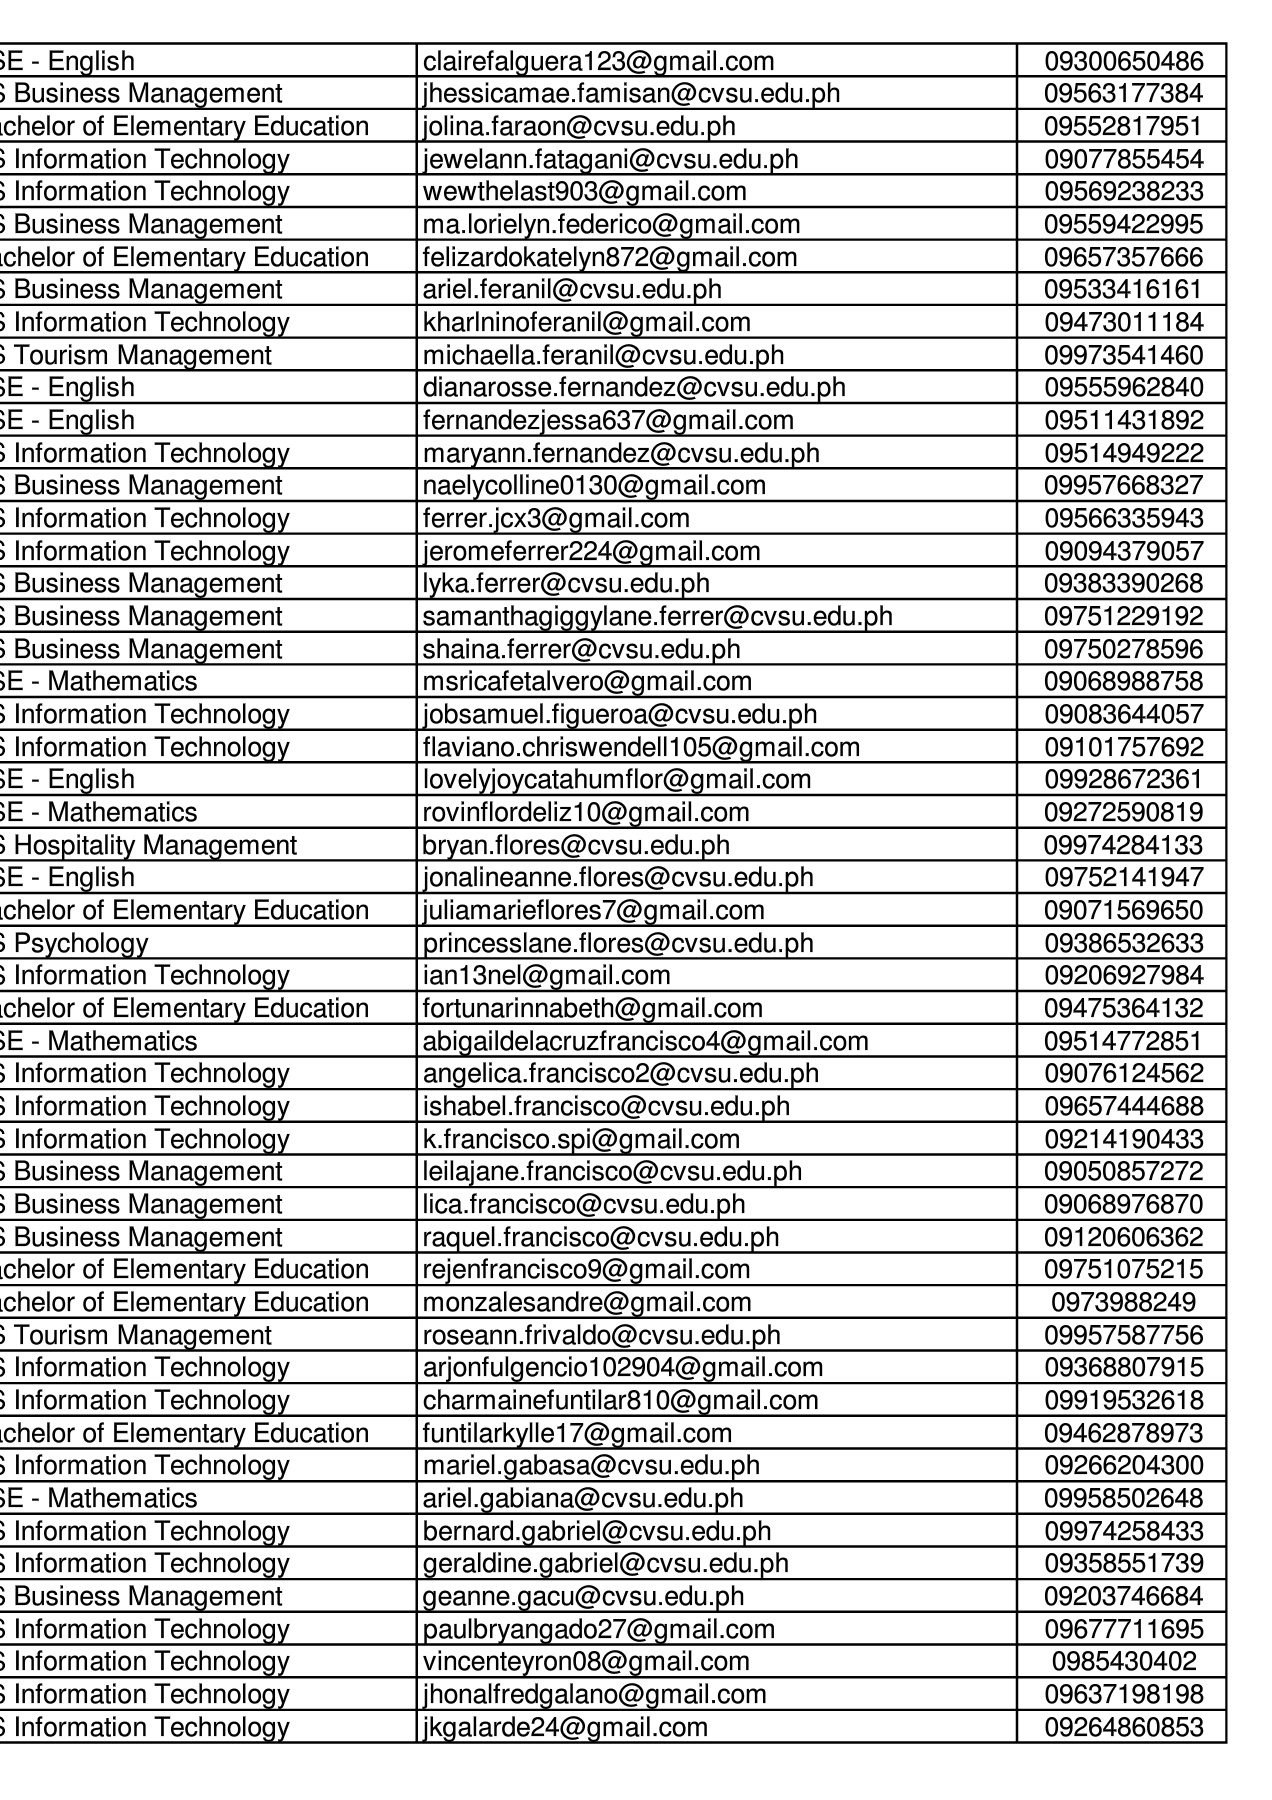 SE - English clairefalguera123@gmail.com 09300650486
S Business Management jhessicamae.famisan@cvsu.edu.ph 09563177384
achelor of Elementary Education jolina.faraon@cvsu.edu.ph 09552817951
S Information Technology jewelann.fatagani@cvsu.edu.ph 09077855454
S Information Technology wewthelast903@gmail.com 09569238233
S Business Management ma.lorielyn.federico@gmail.com 09559422995
achelor of Elementary Education felizardokatelyn872@gmail.com 09657357666
S Business Management ariel.feranil@cvsu.edu.ph 09533416161
S Information Technology kharlninoferanil@gmail.com 09473011184
S Tourism Management michaella.feranil@cvsu.edu.ph 09973541460
SE - English dianarosse.fernandez@cvsu.edu.ph 09555962840
SE - English fernandezjessa637@gmail.com 09511431892
S Information Technology maryann.fernandez@cvsu.edu.ph 09514949222
S Business Management naelycolline0130@gmail.com 09957668327
S Information Technology ferrer.jcx3@gmail.com 09566335943
S Information Technology jeromeferrer224@gmail.com 09094379057
S Business Management lyka.ferrer@cvsu.edu.ph 09383390268
S Business Management samanthagiggylane.ferrer@cvsu.edu.ph 09751229192
S Business Management shaina.ferrer@cvsu.edu.ph 09750278596
SE - Mathematics msricafetalvero@gmail.com 09068988758
S Information Technology jobsamuel.figueroa@cvsu.edu.ph 09083644057
S Information Technology flaviano.chriswendell105@gmail.com 09101757692
SE - English lovelyjoycatahumflor@gmail.com 09928672361
SE - Mathematics rovinflordeliz10@gmail.com 09272590819
S Hospitality Management bryan.flores@cvsu.edu.ph 09974284133
SE - English jonalineanne.flores@cvsu.edu.ph 09752141947
achelor of Elementary Education juliamarieflores7@gmail.com 09071569650
S Psychology princesslane.flores@cvsu.edu.ph 09386532633
S Information Technology ian13nel@gmail.com 09206927984
achelor of Elementary Education fortunarinnabeth@gmail.com 09475364132
SE - Mathematics abigaildelacruzfrancisco4@gmail.com 09514772851
S Information Technology angelica.francisco2@cvsu.edu.ph 09076124562
S Information Technology ishabel.francisco@cvsu.edu.ph 09657444688
S Information Technology k.francisco.spi@gmail.com 09214190433
S Business Management leilajane.francisco@cvsu.edu.ph 09050857272
S Business Management lica.francisco@cvsu.edu.ph 09068976870
S Business Management raquel.francisco@cvsu.edu.ph 09120606362
achelor of Elementary Education rejenfrancisco9@gmail.com 09751075215
achelor of Elementary Education monzalesandre@gmail.com 0973988249
S Tourism Management roseann.frivaldo@cvsu.edu.ph 09957587756
S Information Technology arjonfulgencio102904@gmail.com 09368807915
S Information Technology charmainefuntilar810@gmail.com 09919532618
achelor of Elementary Education funtilarkylle17@gmail.com 09462878973
S Information Technology mariel.gabasa@cvsu.edu.ph 09266204300
SE - Mathematics ariel.gabiana@cvsu.edu.ph 09958502648
S Information Technology bernard.gabriel@cvsu.edu.ph 09974258433
S Information Technology geraldine.gabriel@cvsu.edu.ph 09358551739
S Business Management geanne.gacu@cvsu.edu.ph 09203746684
S Information Technology paulbryangado27@gmail.com 09677711695
S Information Technology vincenteyron08@gmail.com 0985430402
S Information Technology jhonalfredgalano@gmail.com 09637198198
S Information Technology jkgalarde24@gmail.com 09264860853